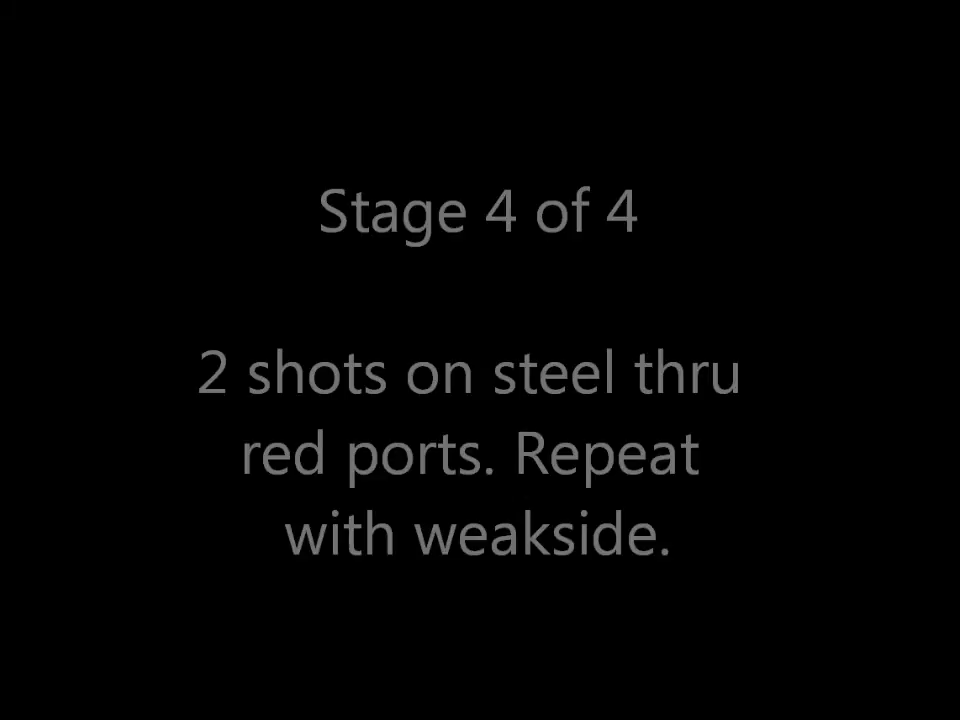 Stage 4 of 4
2 shots on steel thru
red ports. Repeat
with weakside.